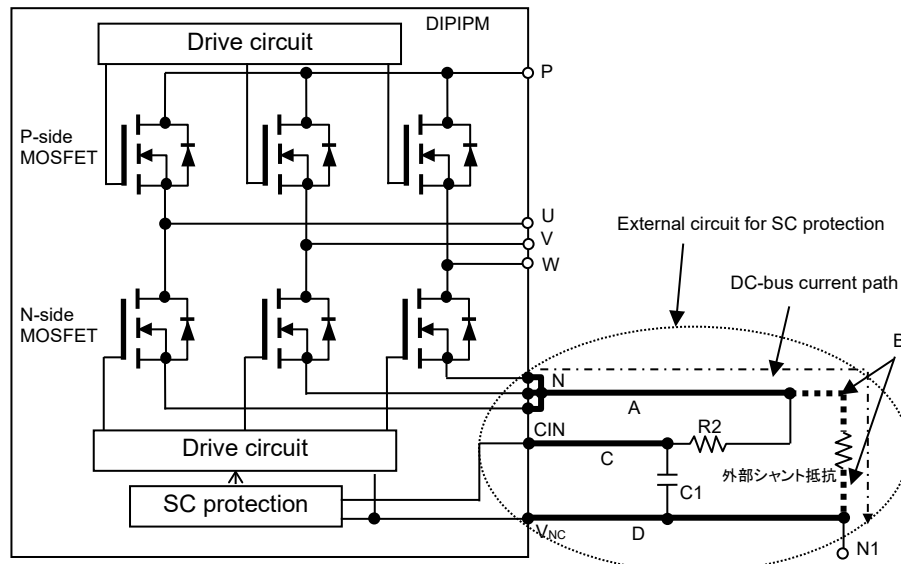 DIPIPM
Drive circuit
P
P-side
MOSFET
U
External circuit for SC protection
V
W
DC-bus current path
N-side
MOSFET
B
N
A
CIN
R2
C
外部シャント抵抗
Drive circuit
C1
SC protection
VNC
D
N1